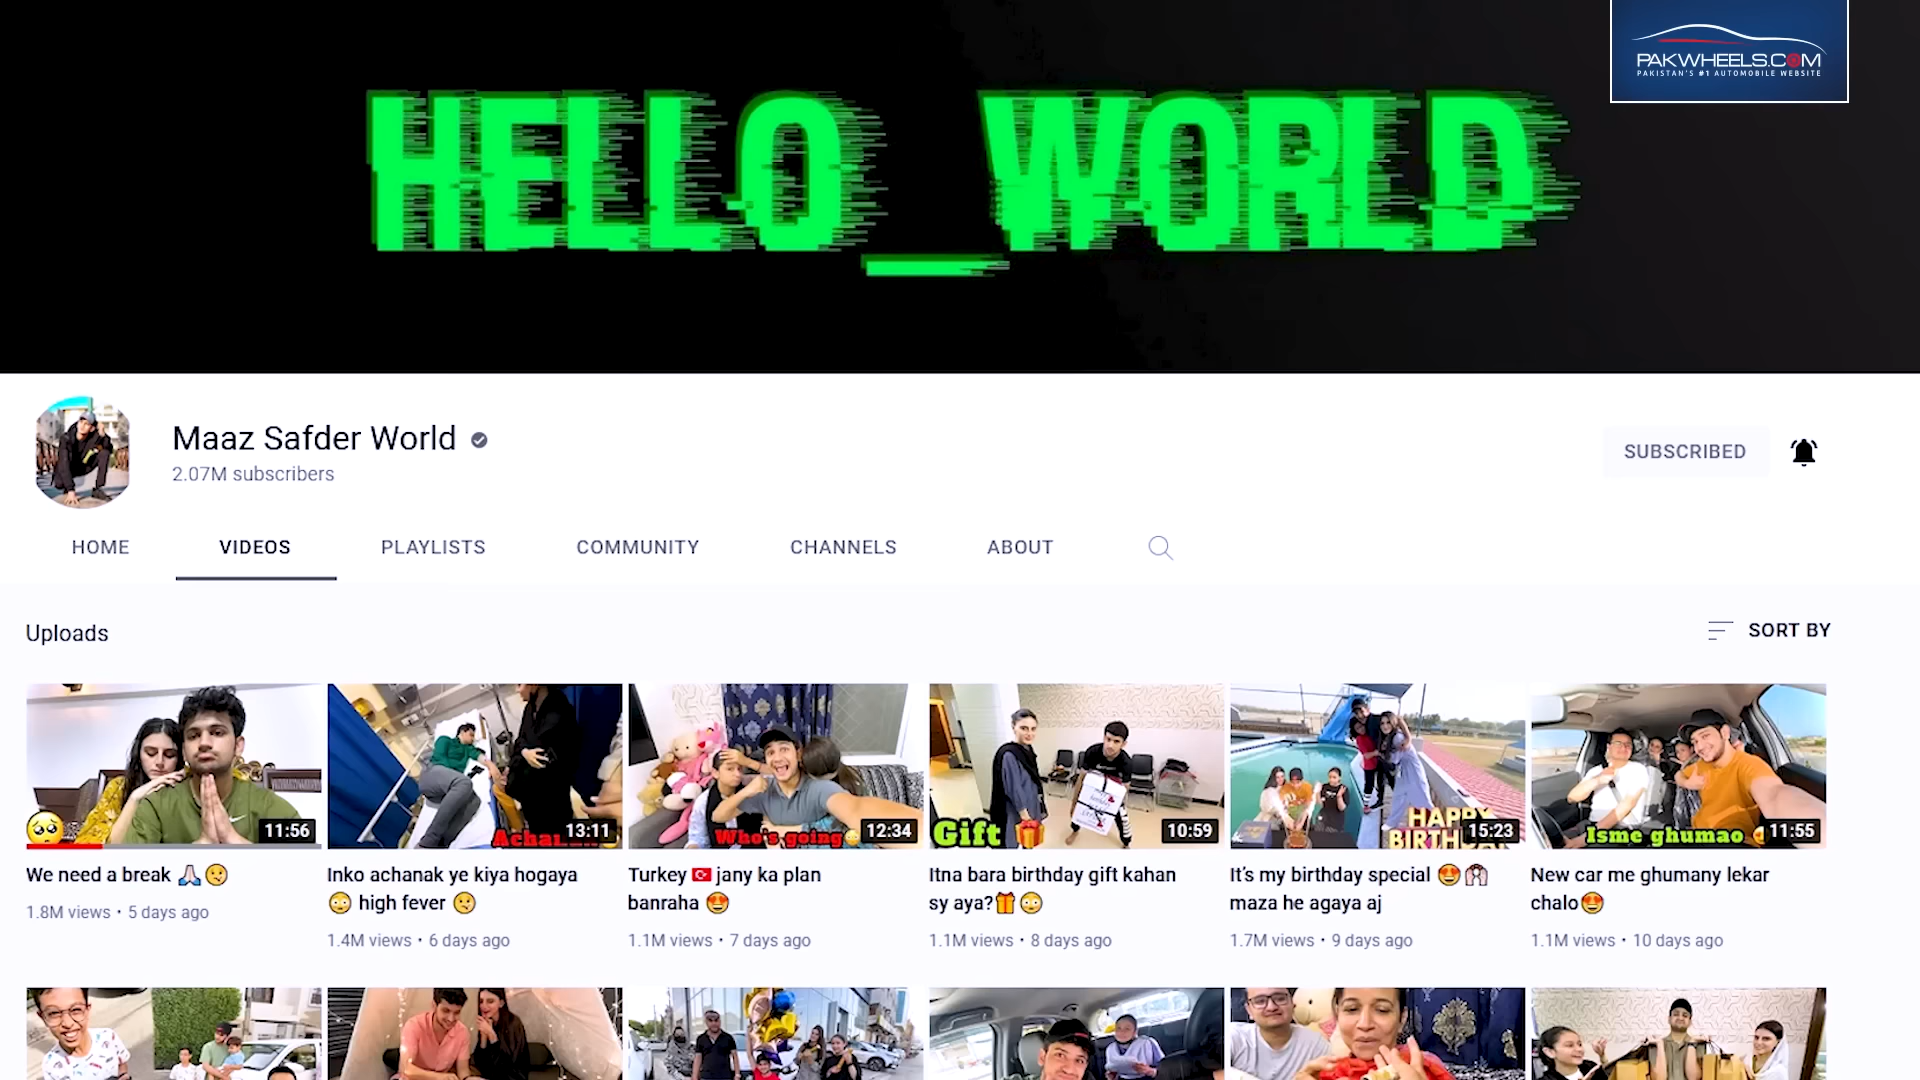 HELLO_WORLD
PAKWHEELS.COM
PAKISTAN'S #1 AUTOMOBILE WEBSITE
Maaz Safder World
2.07M subscribers
SUBSCRIBED
HOME
VIDEOS
PLAYLISTS
COMMUNITY
CHANNELS
ABOUT
Uploads
SORT BY
11:56
13:11
Who's going
12:34
Gift
10:59
HAPPY
BIRTH
15:23
Isme ghumao
11:55
We need a break 🙏🏻🤒
1.8M views • 5 days ago
Inko achanak ye kiya hogaya
😳 high fever 🤒
1.4M views • 6 days ago
Turkey 🇹🇷 jany ka plan
banraha 😍
1.1M views • 7 days ago
Itna bara birthday gift kahan
sy aya?🎁😳
1.1M views • 8 days ago
It's my birthday special 😍🙈
maza he agaya aj
1.7M views • 9 days ago
New car me ghumany lekar
chalo😍
1.1M views • 10 days ago